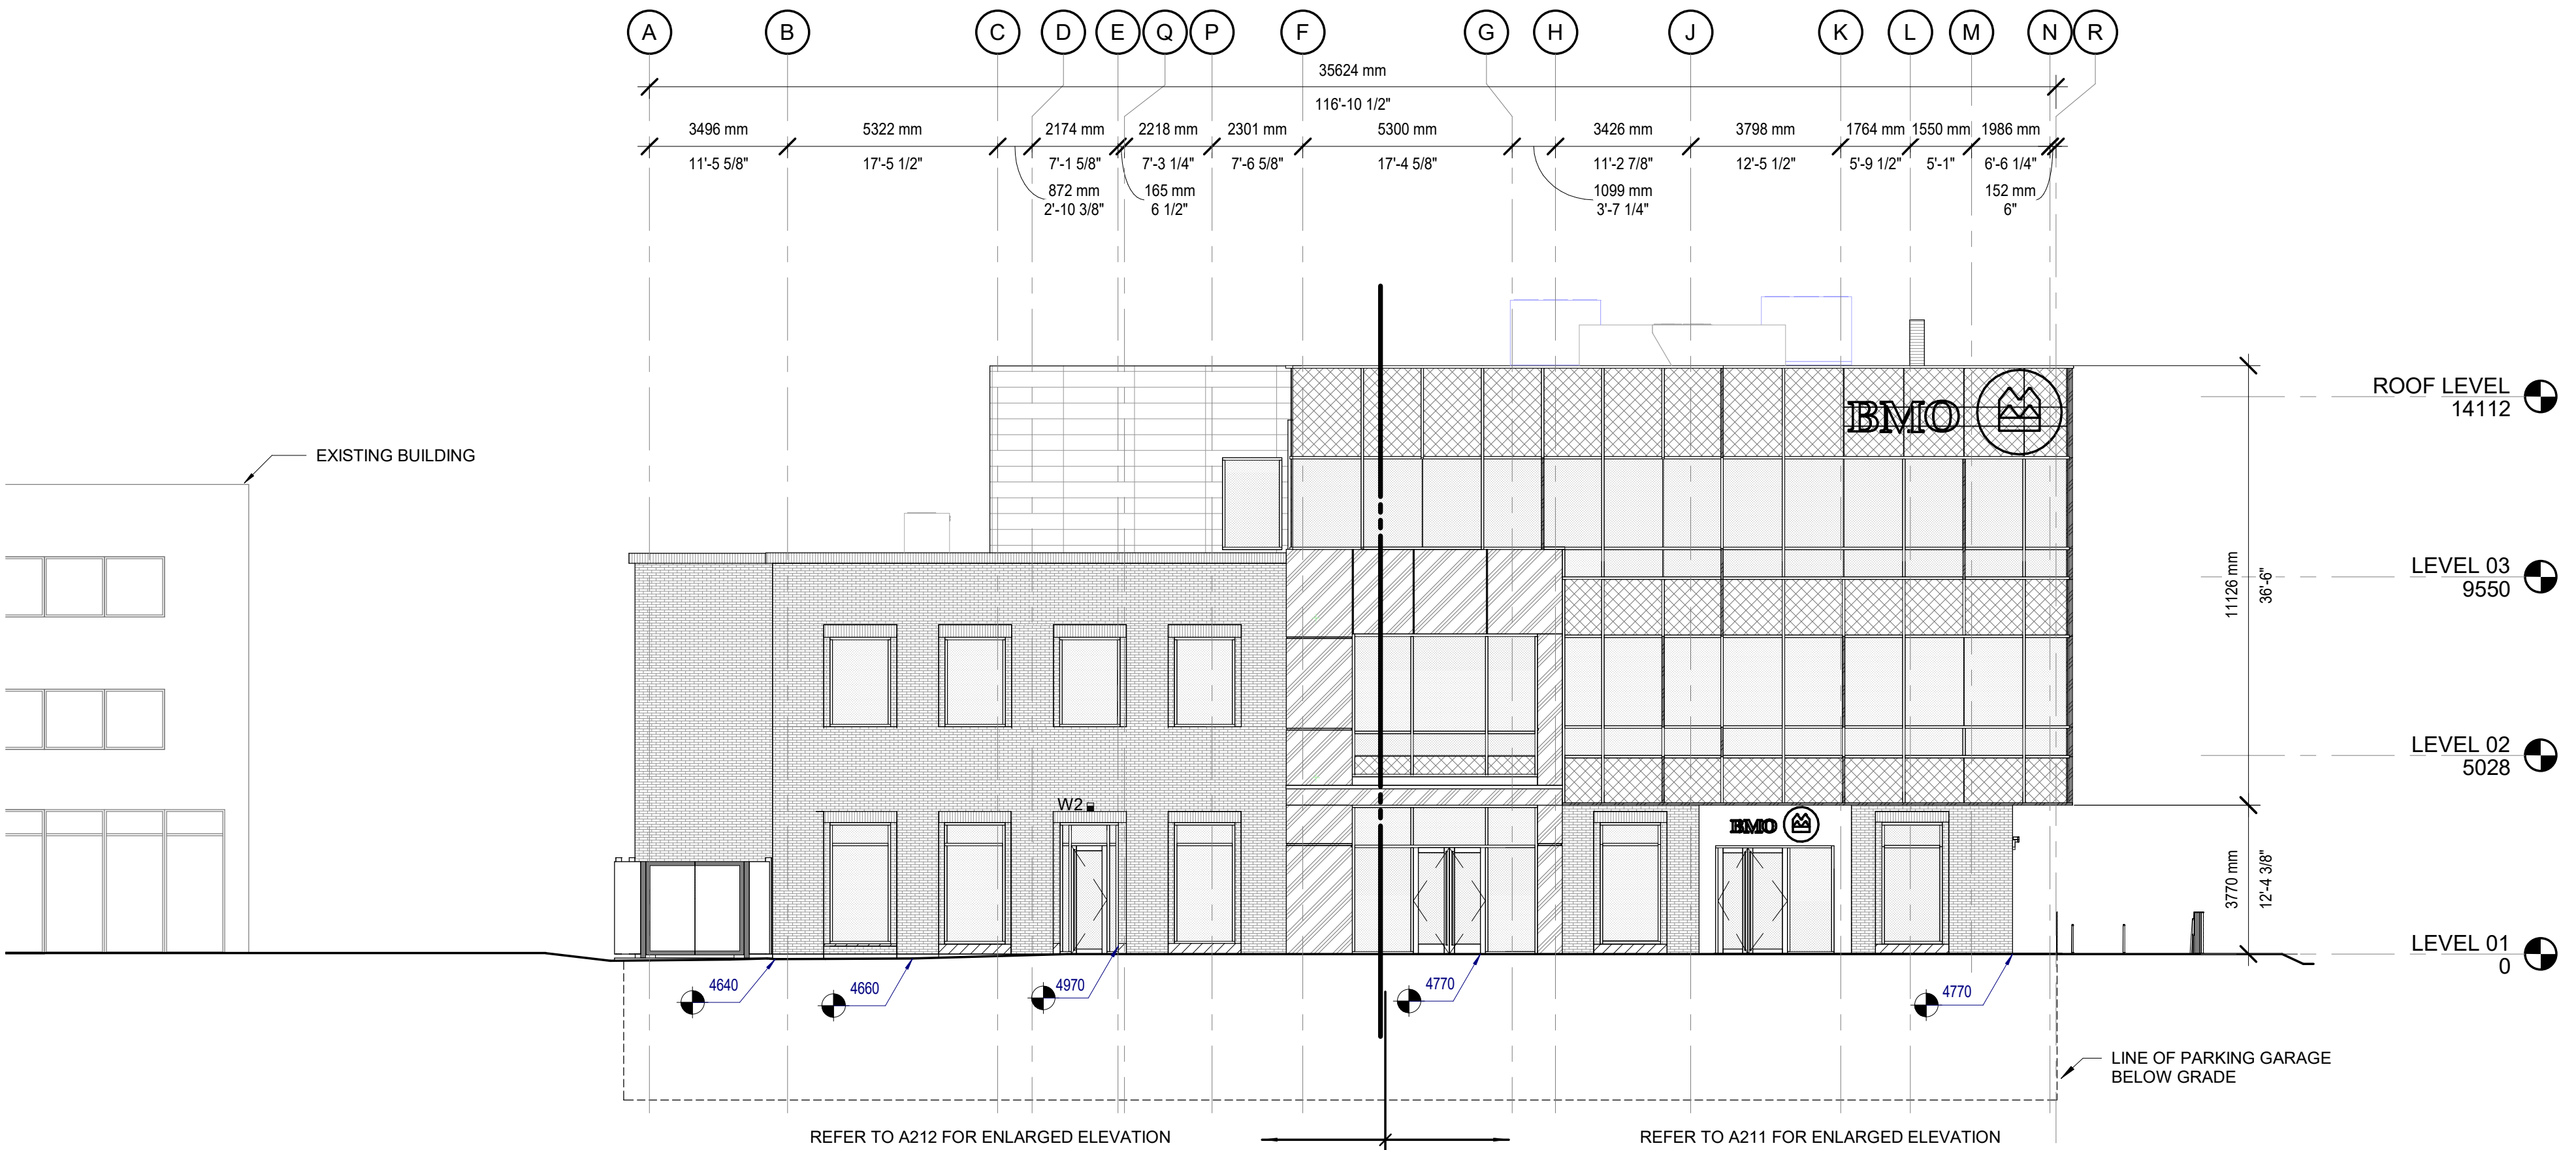 A B C D E Q P F G H J K L M N R
35624 mm
116'-10 1/2"
3496 mm 5322 mm 2174 mm 2218 mm 2301 mm 5300 mm 3426 mm 3798 mm 1764 mm 1550 mm 1986 mm
11'-5 5/8" 17'-5 1/2" 7'-1 5/8" 7'-3 1/4" 7'-6 5/8" 17'-4 5/8" 11'-2 7/8" 12'-5 1/2" 5'-9 1/2" 5'-1" 6'-6 1/4"
872 mm 165 mm 1099 mm 152 mm
2'-10 3/8" 6 1/2" 3'-7 1/4" 6"
ROOF LEVEL
14112
BMO
EXISTING BUILDING
LEVEL 03
9550
11126 mm
36'-6"
LEVEL 02
5028
W2
BMO
3770 mm
12'-4 3/8"
LEVEL 01
0
4640 4660 4970 4770 4770
LINE OF PARKING GARAGE
BELOW GRADE
REFER TO A212 FOR ENLARGED ELEVATION
REFER TO A211 FOR ENLARGED ELEVATION